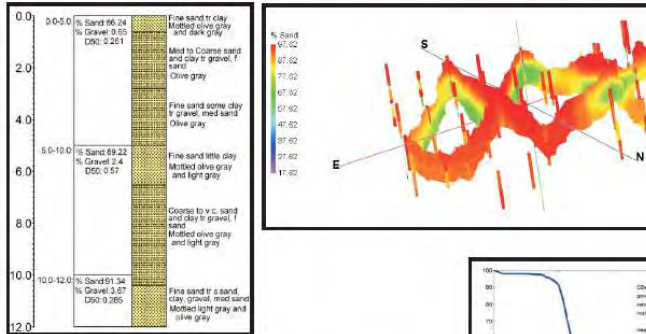 0.0
2.0
4.0
6.0
8.0
10.0
12.0
0.0-5.0
% Sand:86.24
% Gravel:0.65
D50: 0.261
5.0-10.0
% Sand:89.22
% Gravel:2.4
D50: 0.57
10.0-12.0
% Sand:91.34
% Gravel:3.67
D50: 0.285
Fine sand tr clay
Mottled olive gray
and dark gray
Med to Coarse sand
and clay tr gravel, f
sand
Olive gray
Fine sand some clay
tr gravel, med sand
Olive gray
Fine sand little clay
Mottled olive gray
and light gray
Coarse to v.c. sand
and clay tr gravel, f
sand
Mottled olive gray
and light gray
Fine sand tr c sand,
clay, gravel, med sand
Mottled light gray and
olive gray
% Sand
97.62
87.62
77.62
67.62
57.62
47.62
37.62
27.62
17.62
S
E
N
100
90
80
70